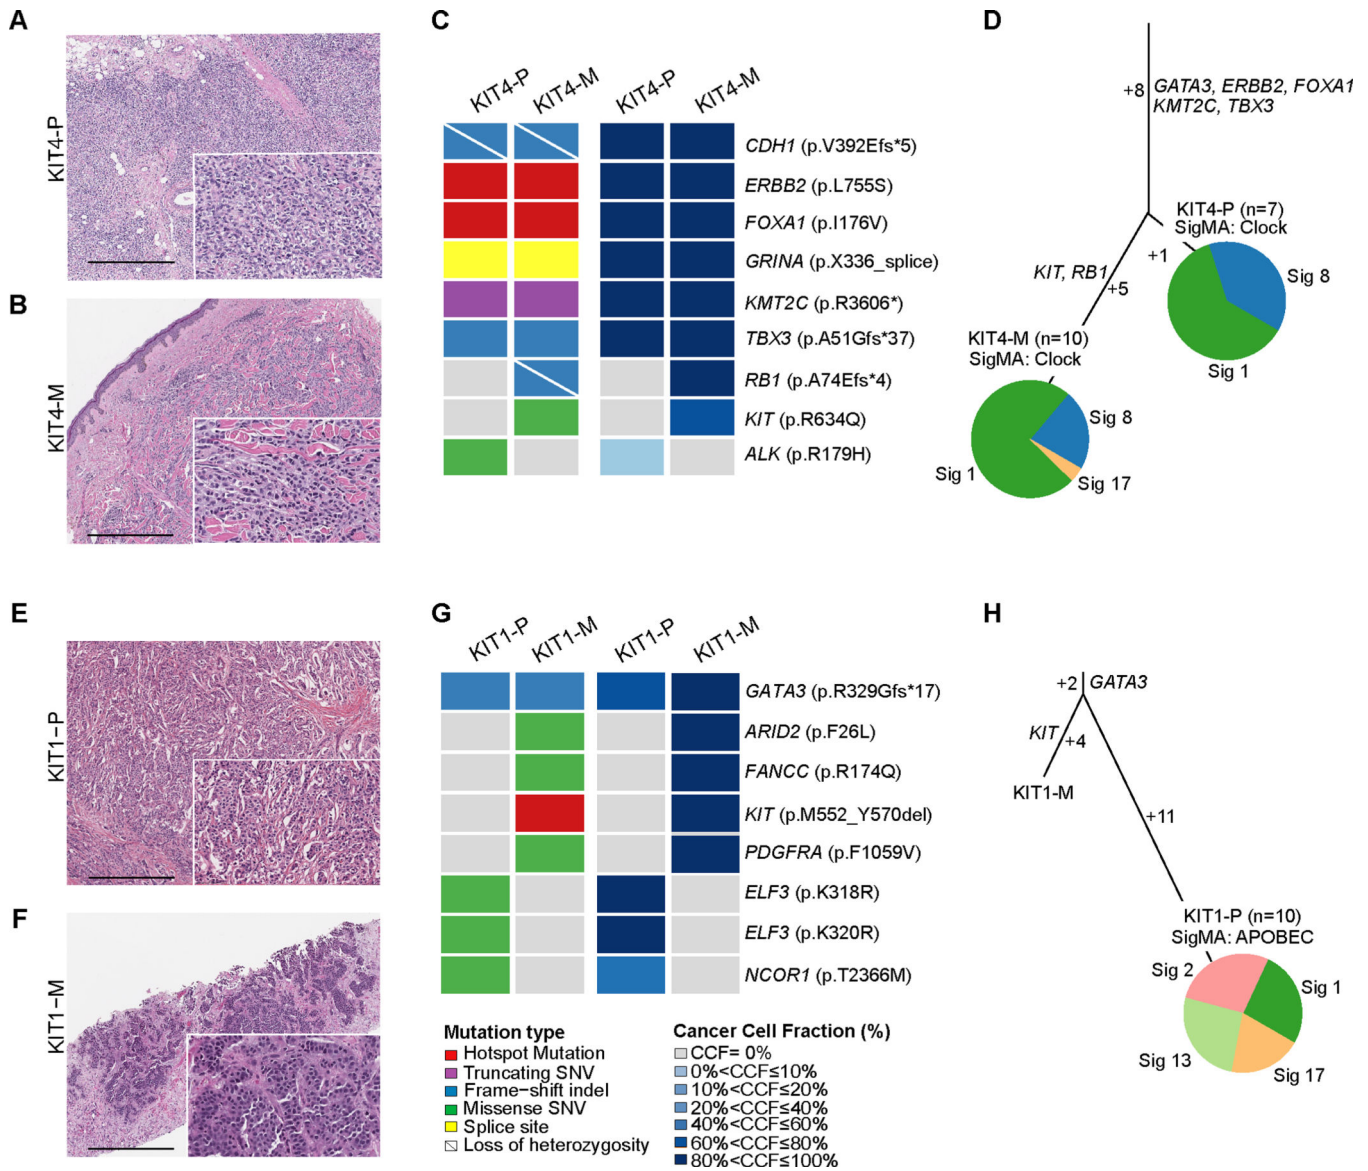 A
KIT4-P
B
KIT4-M
C
KIT4-P
KIT4-M
KIT4-P
KIT4-M
CDH1 (p.V392Efs*5)
ERBB2 (p.L755S)
FOXA1 (p.I176V)
GRINA (p.X336_splice)
KMT2C (p.R3606*)
TBX3 (p.A51Gfs*37)
RB1 (p.A74Efs*4)
KIT (p.R634Q)
ALK (p.R179H)
D
+8
GATA3, ERBB2, FOXA1
KMT2C, TBX3
KIT4-P (n=7)
SigMA: Clock
+1
KIT, RB1
+5
Sig 8
Sig 1
KIT4-M (n=10)
SigMA: Clock
Sig 8
Sig 1
Sig 17
E
KIT1-P
F
KIT1-M
G
KIT1-P
KIT1-M
KIT1-P
KIT1-M
GATA3 (p.R329Gfs*17)
ARID2 (p.F26L)
FANCC (p.R174Q)
KIT (p.M552_Y570del)
PDGFRA (p.F1059V)
ELF3 (p.K318R)
ELF3 (p.K320R)
NCOR1 (p.T2366M)
Mutation type
Hotspot Mutation
Truncating SNV
Frame-shift indel
Missense SNV
Splice site
Loss of heterozygosity
Cancer Cell Fraction (%)
CCF= 0%
0%<CCF≤10%
10%<CCF≤20%
20%<CCF≤40%
40%<CCF≤60%
60%<CCF≤80%
80%<CCF≤100%
H
+2
GATA3
KIT
+4
KIT1-M
+11
KIT1-P (n=10)
SigMA: APOBEC
Sig 2
Sig 1
Sig 13
Sig 17